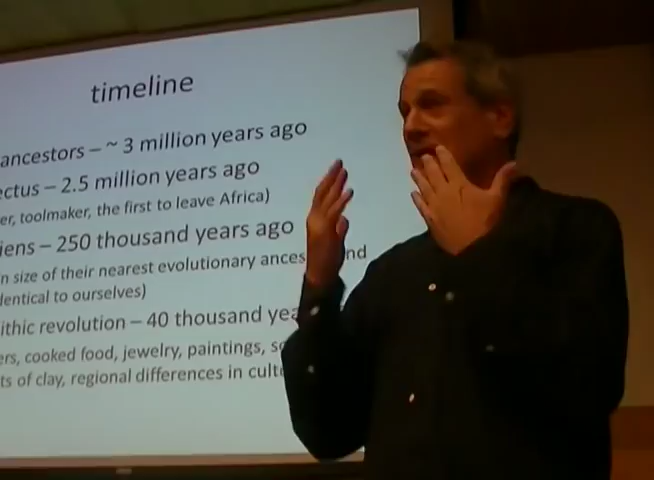 timeline
ancestors – ~ 3 million years ago
ectus – 2.5 million years ago
er, toolmaker, the first to leave Africa)
iens – 250 thousand years ago
n size of their nearest evolutionary ances nd
dentical to ourselves)
ithic revolution – 40 thousand yea
ers, cooked food, jewelry, paintings, sc
ts of clay, regional differences in cult